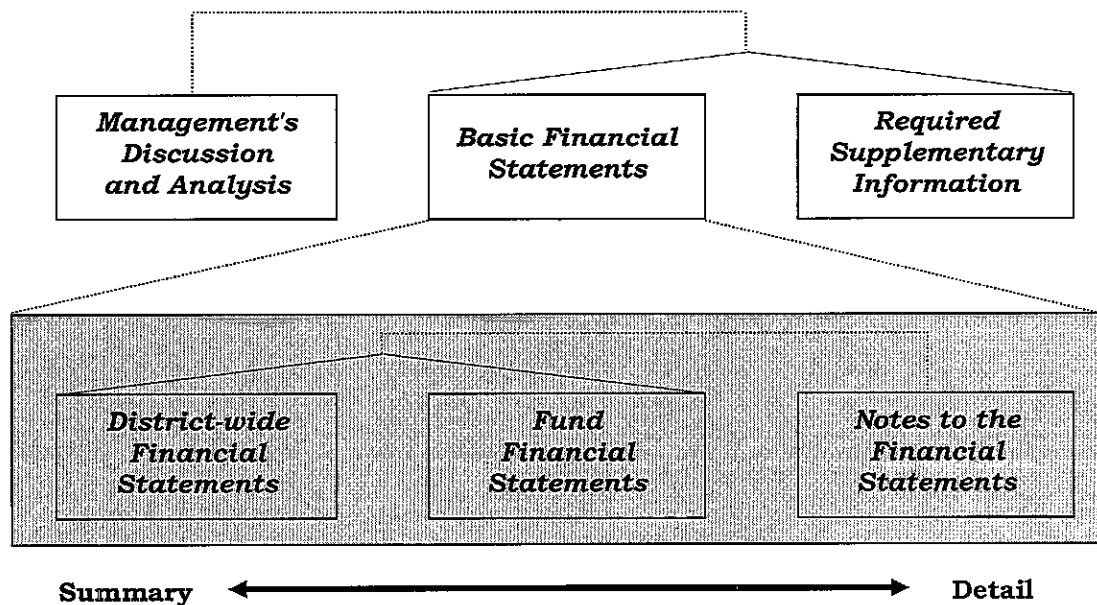 Management's
Discussion
and Analysis
Basic Financial
Statements
Required
Supplementary
Information
District-wide
Financial
Statements
Fund
Financial
Statements
Notes to the
Financial
Statements
Summary
Detail